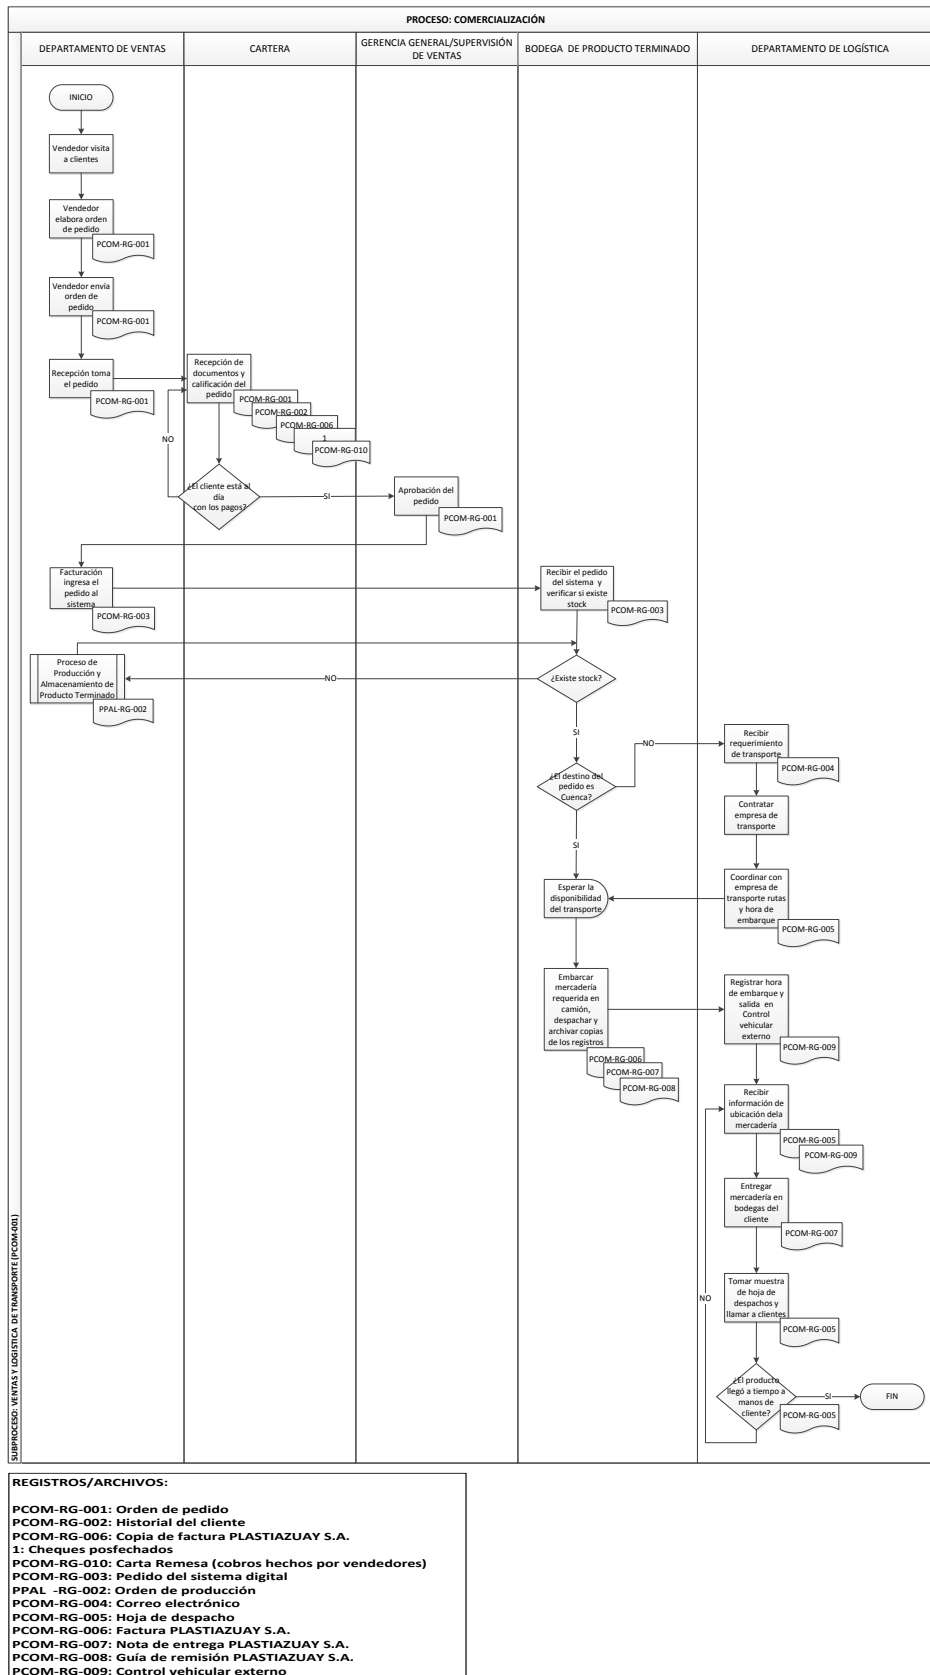 PROCESO: COMERCIALIZACIÓN
SUBPROCESO: VENTAS Y LOGÍSTICA DE TRANSPORTE (PCOM-001)
DEPARTAMENTO DE VENTAS
CARTERA
GERENCIA GENERAL/SUPERVISIÓN
DE VENTAS
BODEGA DE PRODUCTO TERMINADO
DEPARTAMENTO DE LOGÍSTICA
INICIO
Vendedor visita
a clientes
Vendedor
elabora orden
de pedido
PCOM-RG-001
Vendedor envía
orden de
pedido
PCOM-RG-001
Recepción toma
el pedido
PCOM-RG-001
Recepción de
documentos y
calificación del
pedido
PCOM-RG-001
PCOM-RG-002
PCOM-RG-006
1
PCOM-RG-010
NO
¿El cliente está al
día
con los pagos?
SI
Aprobación del
pedido
PCOM-RG-001
Facturación
ingresa el
pedido al
sistema
PCOM-RG-003
Recibir el pedido
del sistema y
verificar si existe
stock
PCOM-RG-003
Proceso de
Producción y
Almacenamiento de
Producto Terminado
PPAL-RG-002
NO
¿Existe stock?
SI
¿El destino del
pedido es
Cuenca?
NO
SI
Recibir
requerimiento
de transporte
PCOM-RG-004
Contratar
empresa de
transporte
Coordinar con
empresa de
transporte rutas
y hora de
embarque
PCOM-RG-005
Esperar la
disponibilidad
del transporte
Embarcar
mercadería
requerida en
camión,
despachar y
archivar copias
de los registros
PCOM-RG-006
PCOM-RG-007
PCOM-RG-008
Registrar hora
de embarque y
salida en
Control
vehicular
externo
PCOM-RG-009
Recibir
información de
ubicación dela
mercadería
PCOM-RG-005
PCOM-RG-009
Entregar
mercadería en
bodegas del
cliente
PCOM-RG-007
Tomar muestra
de hoja de
despachos y
llamar a clientes
PCOM-RG-005
NO
¿El producto
llegó a tiempo a
manos de
cliente?
PCOM-RG-005
SI
FIN
REGISTROS/ARCHIVOS:
PCOM-RG-001: Orden de pedido
PCOM-RG-002: Historial del cliente
PCOM-RG-006: Copia de factura PLASTIAZUAY S.A.
1: Cheques posfechados
PCOM-RG-010: Carta Remesa (cobros hechos por vendedores)
PCOM-RG-003: Pedido del sistema digital
PPAL -RG-002: Orden de producción
PCOM-RG-004: Correo electrónico
PCOM-RG-005: Hoja de despacho
PCOM-RG-006: Factura PLASTIAZUAY S.A.
PCOM-RG-007: Nota de entrega PLASTIAZUAY S.A.
PCOM-RG-008: Guía de remisión PLASTIAZUAY S.A.
PCOM-RG-009: Control vehicular externo